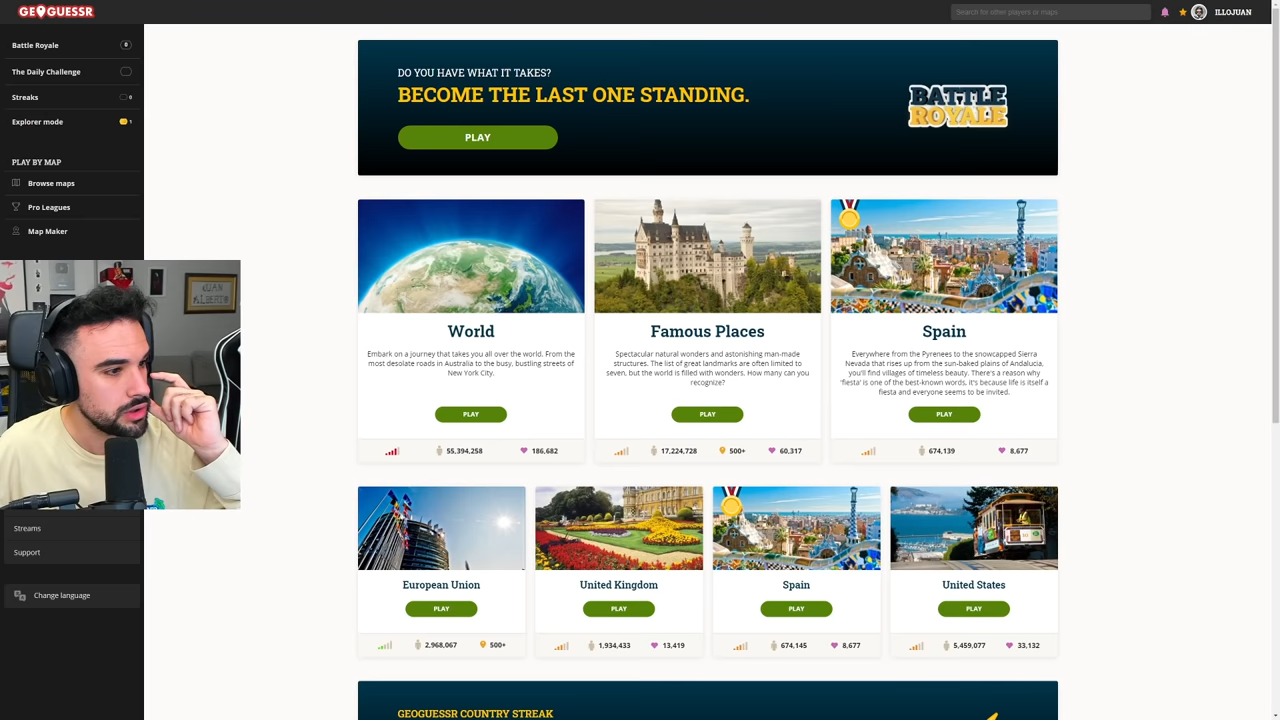 GEOGUESSR
Search for other players or maps
ILLOJUAN
Battle Royale
0
The Daily Challenge
Streaks
0
Explorer mode
1
PLAY BY MAP
Browse maps
Pro Leagues
Map Maker
JUAN
ALBERTO
Streams
Support
Change language
DO YOU HAVE WHAT IT TAKES?
BECOME THE LAST ONE STANDING.
PLAY
BATTLE
ROYALE
World
Embark on a journey that takes you all over the world. From the
most desolate roads in Australia to the busy, bustling streets of
New York City.
PLAY
55,394,258
186,682
Famous Places
Spectacular natural wonders and astonishing man-made
structures. The list of great landmarks are often limited to
seven, but the world is filled with wonders. How many can you
recognize?
PLAY
17,224,728
500+
60,317
Spain
Everywhere from the Pyrenees to the snowcapped Sierra
Nevada that rises up from the sun-baked plains of Andalucia,
you'll find villages of timeless beauty. There's a reason why
'fiesta' is one of the best-known words, it's because life is itself a
fiesta and everyone seems to be invited.
PLAY
674,139
8,677
European Union
PLAY
2,968,067
500+
United Kingdom
PLAY
1,934,433
13,419
Spain
PLAY
674,145
8,677
United States
PLAY
5,459,077
33,132
GEOGUESSR COUNTRY STREAK